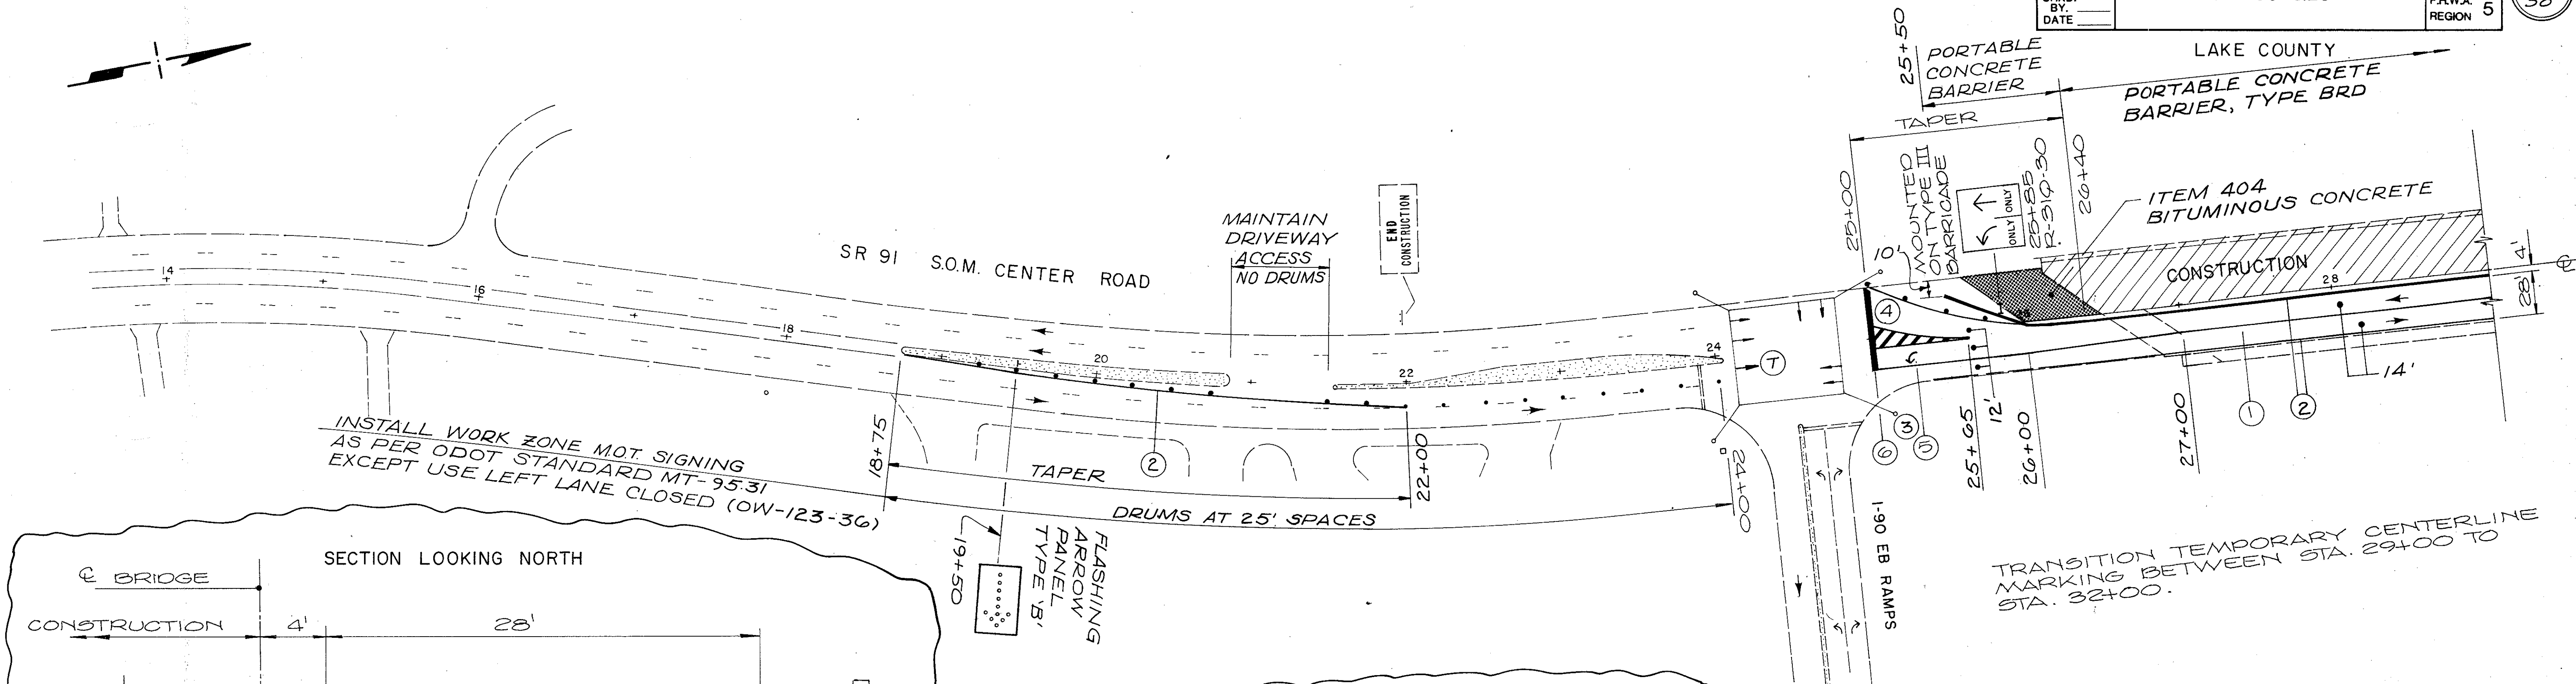 BY.
DATE
REGION 5
LAKE COUNTY
25+50
PORTABLE
CONCRETE
BARRIER
PORTABLE CONCRETE
BARRIER, TYPE BRD
TAPER
25+00
MOUNTED
ON TYPE III
BARRICADE
10'
ONLY ONLY
25+85
R-31Q-30
26+40
ITEM 404
BITUMINOUS CONCRETE
CONSTRUCTION
28
4'
28'
℄
MAINTAIN
DRIVEWAY
ACCESS
NO DRUMS
END
CONSTRUCTION
SR 91 S.O.M. CENTER ROAD
14
16
18
20
22
24
26
T
4
3
6
5
1
2
14'
12'
25+65
26+00
27+00
INSTALL WORK ZONE MOT. SIGNING
AS PER ODOT STANDARD MT-95.31
EXCEPT USE LEFT LANE CLOSED (OW-123-36)
18+75
TAPER
2
22+00
24+00
DRUMS AT 25' SPACES
19+50
FLASHING
ARROW
PANEL
TYPE 'B'
I-90 EB RAMPS
TRANSITION TEMPORARY CENTERLINE
MARKING BETWEEN STA. 29+00 TO
STA. 32+00.
SECTION LOOKING NORTH
℄ BRIDGE
CONSTRUCTION
4'
28'